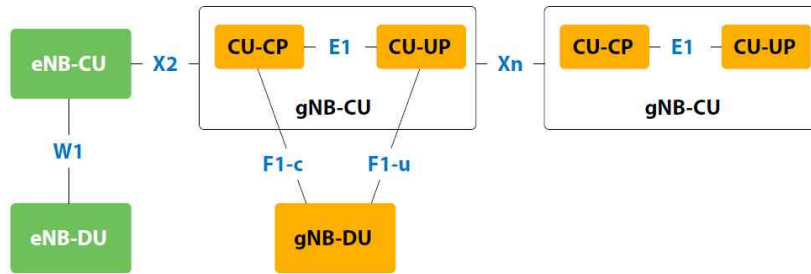 CU-CP
E1
CU-UP
CU-CP
E1
CU-UP
eNB-CU
X2
Xn
gNB-CU
gNB-CU
W1
F1-c
F1-u
eNB-DU
gNB-DU